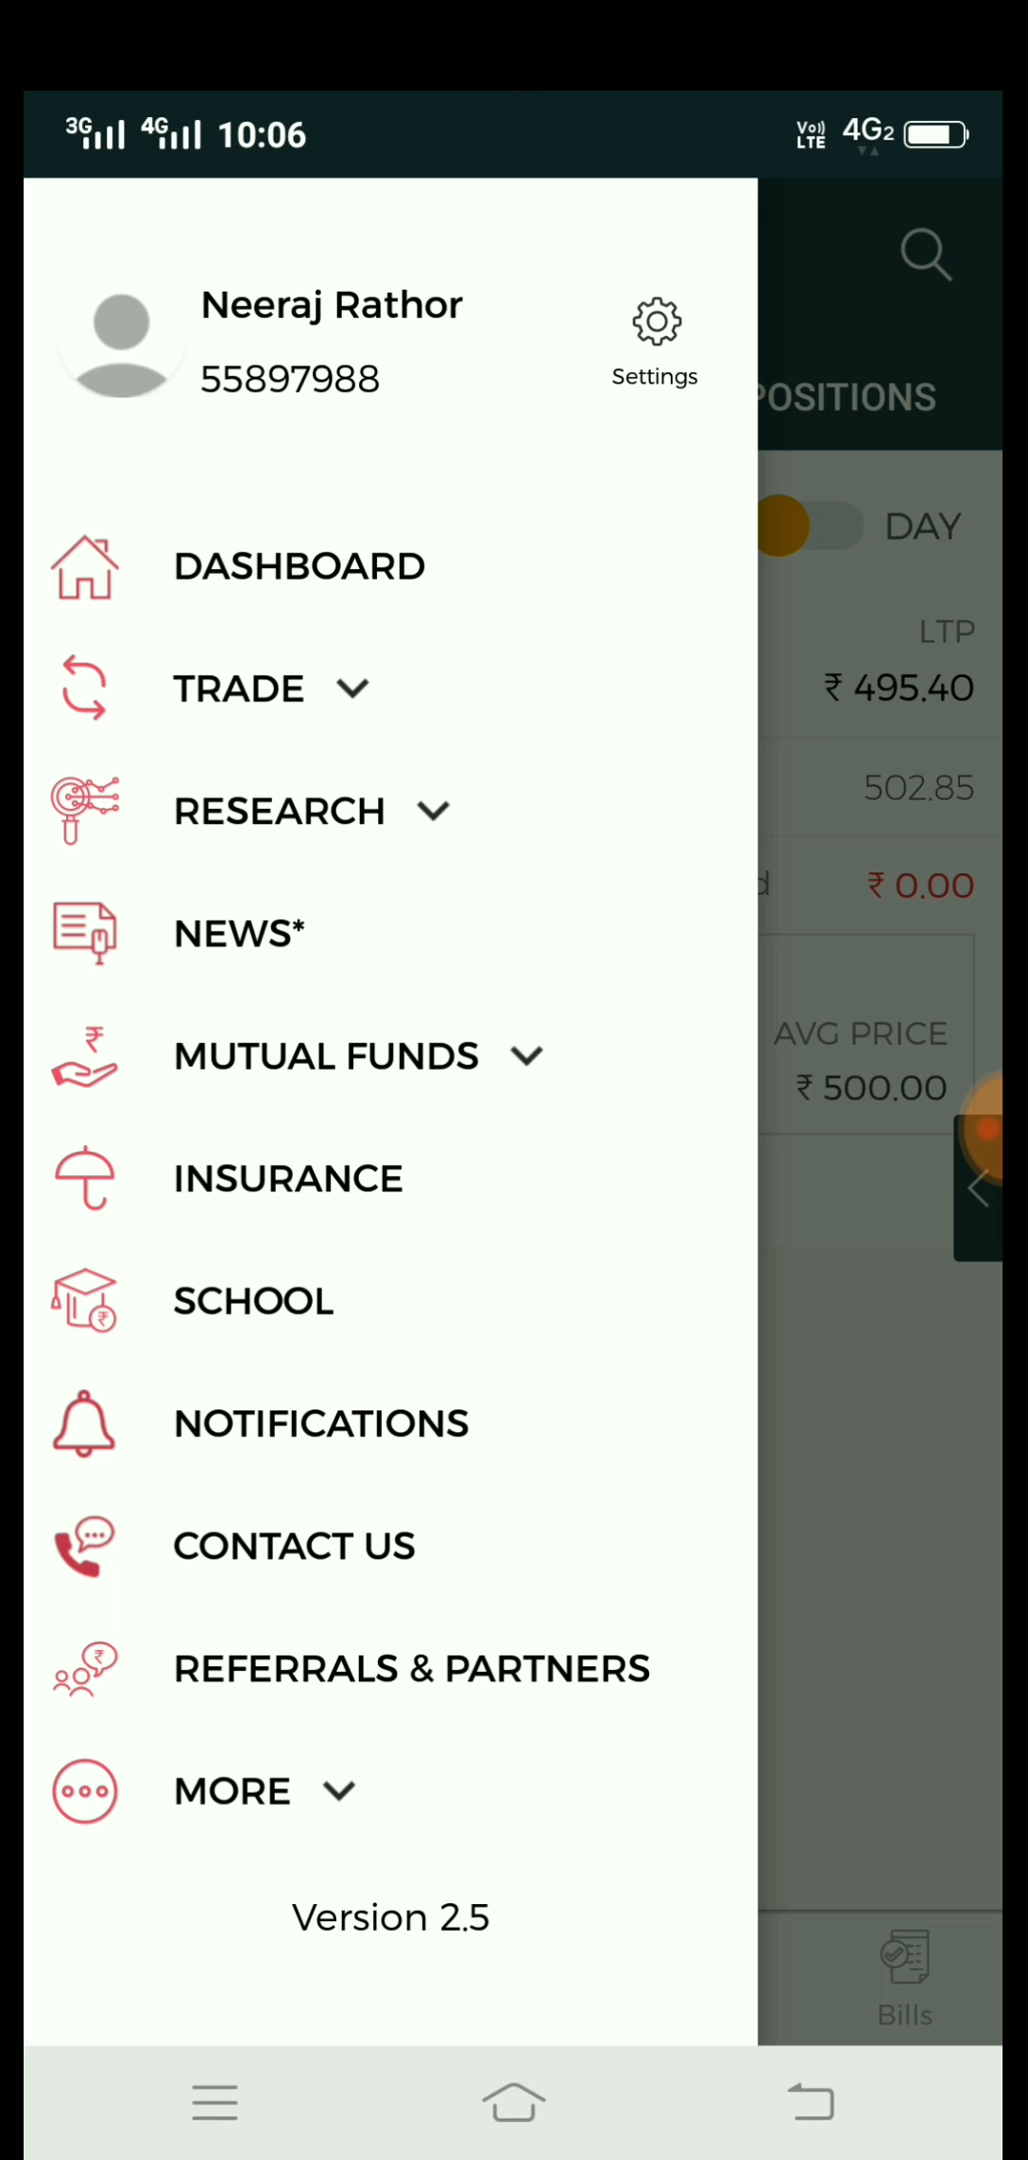 3G 4G 10:06 Vo)) LTE 4G2
Neeraj Rathor
55897988
Settings
POSITIONS
DAY
DASHBOARD
LTP
TRADE
₹ 495.40
RESEARCH
502.85
d ₹ 0.00
NEWS*
AVG PRICE
MUTUAL FUNDS
₹ 500.00
INSURANCE
SCHOOL
NOTIFICATIONS
CONTACT US
REFERRALS & PARTNERS
MORE
Version 2.5
Bills